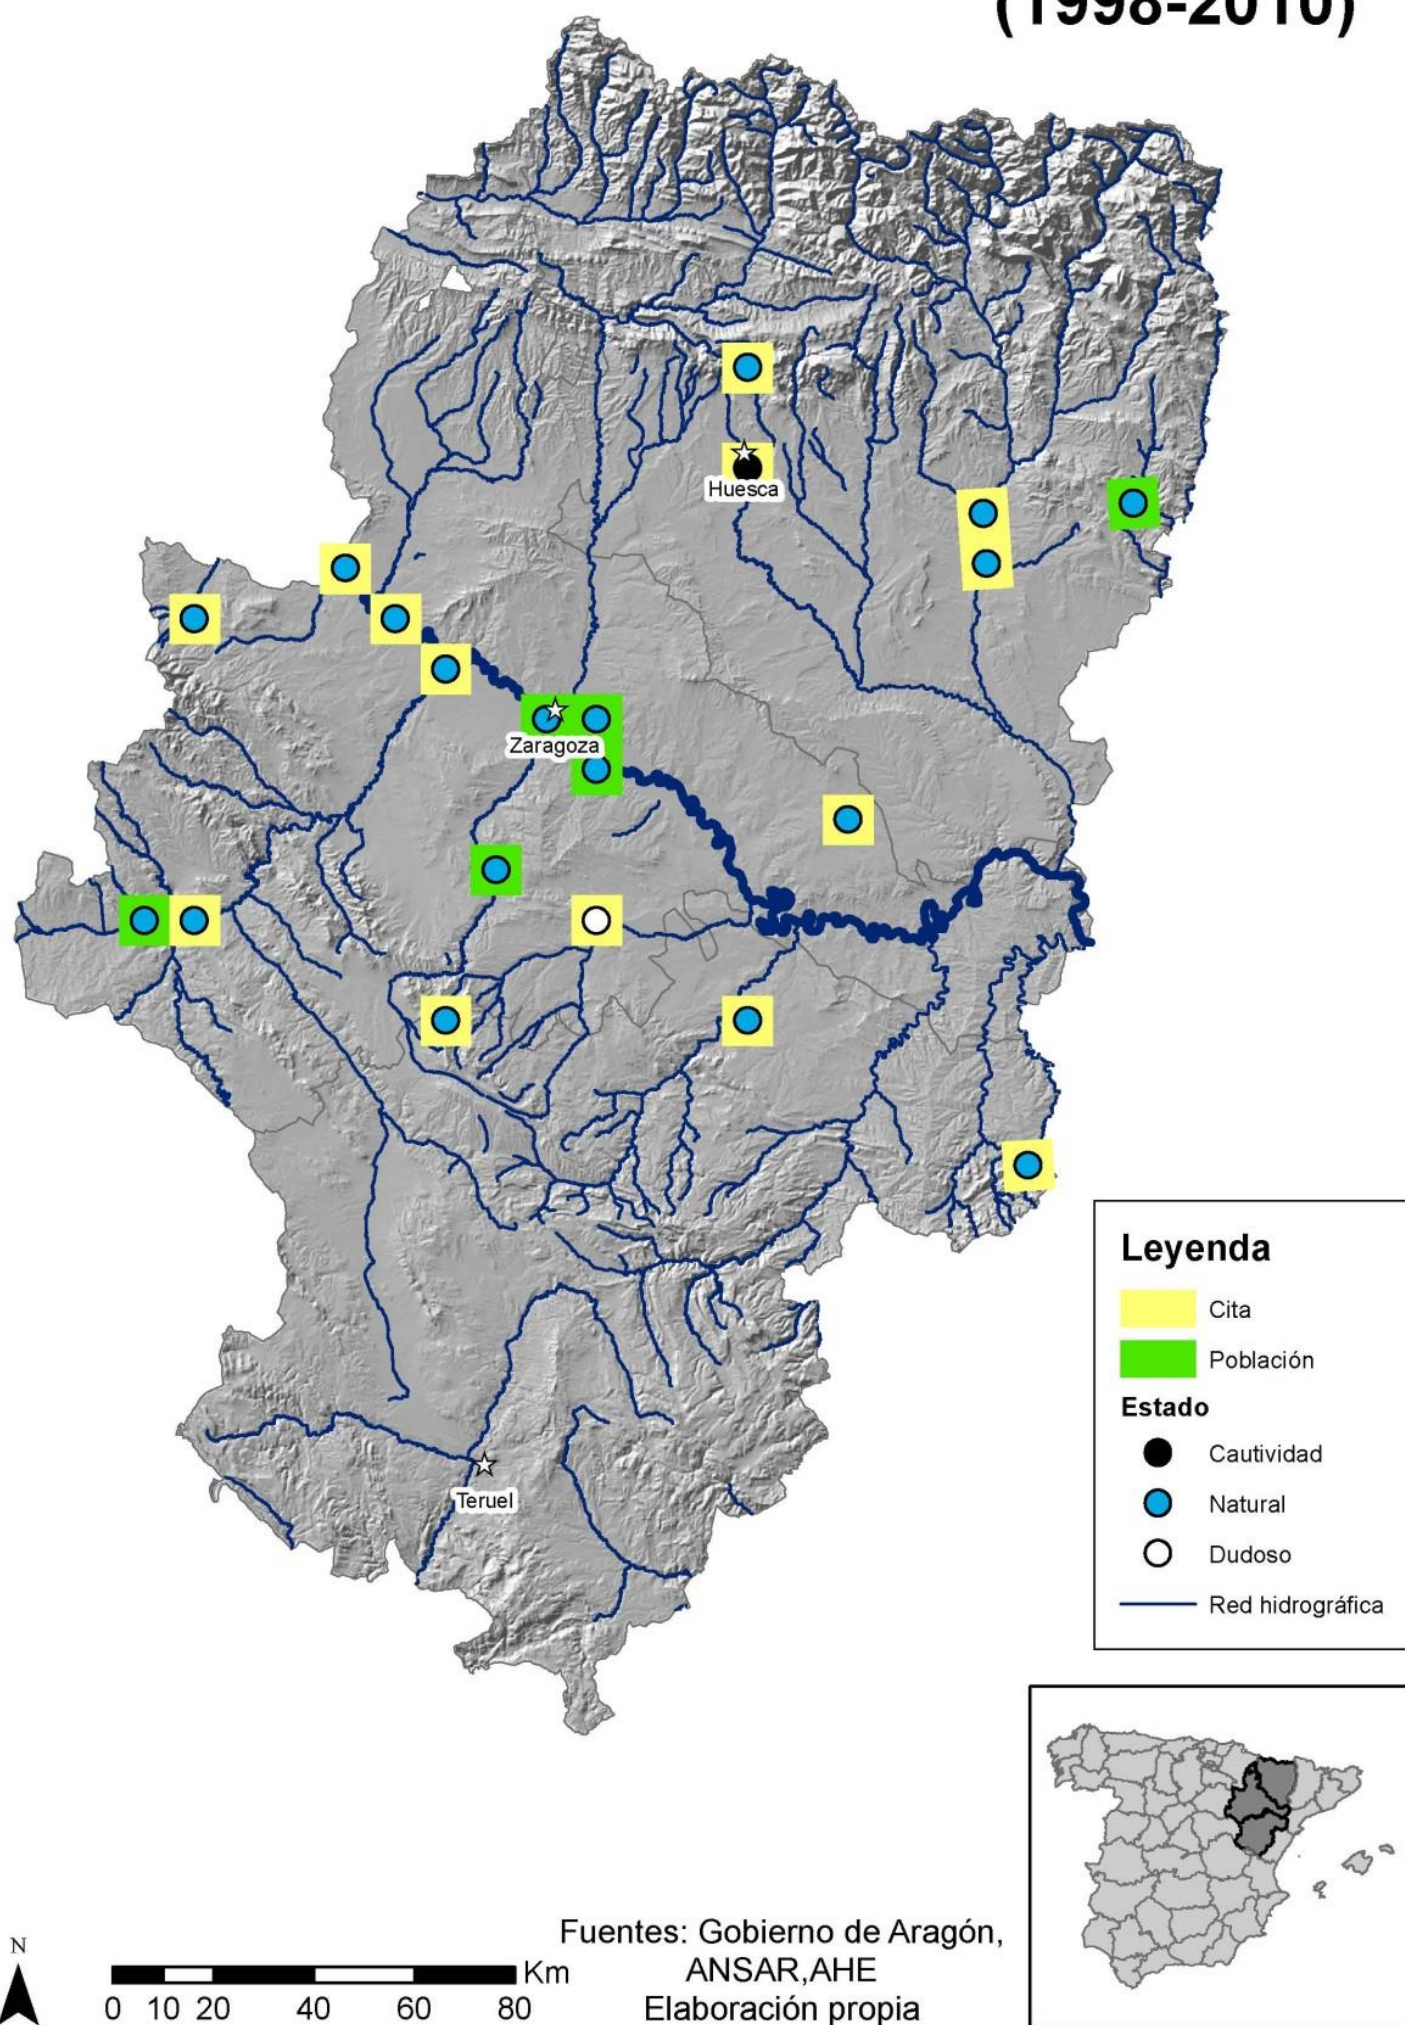 (1998-2010)
Huesca
Zaragoza
Teruel
Leyenda
Cita
Población
Estado
Cautividad
Natural
Dudoso
Red hidrográfica
N
Km
0 10 20 40 60 80
Fuentes: Gobierno de Aragón,
ANSAR,AHE
Elaboración propia